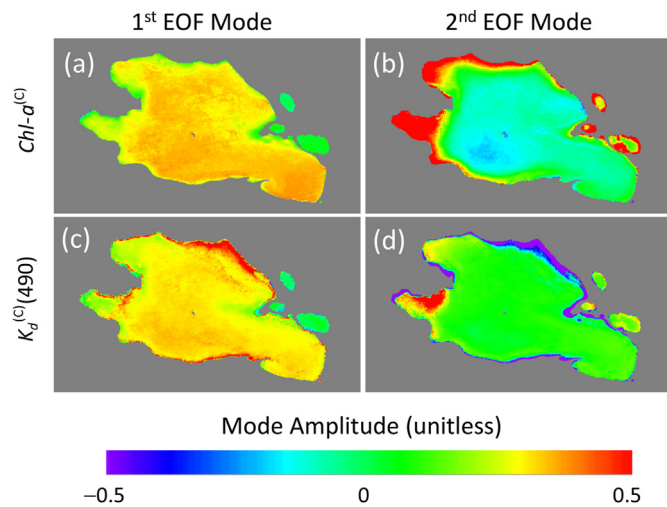 1st EOF Mode 2nd EOF Mode
(a) (b)
Chl-a(C)
(c) (d)
Kd(C)(490)
Mode Amplitude (unitless)
−0.5 0 0.5